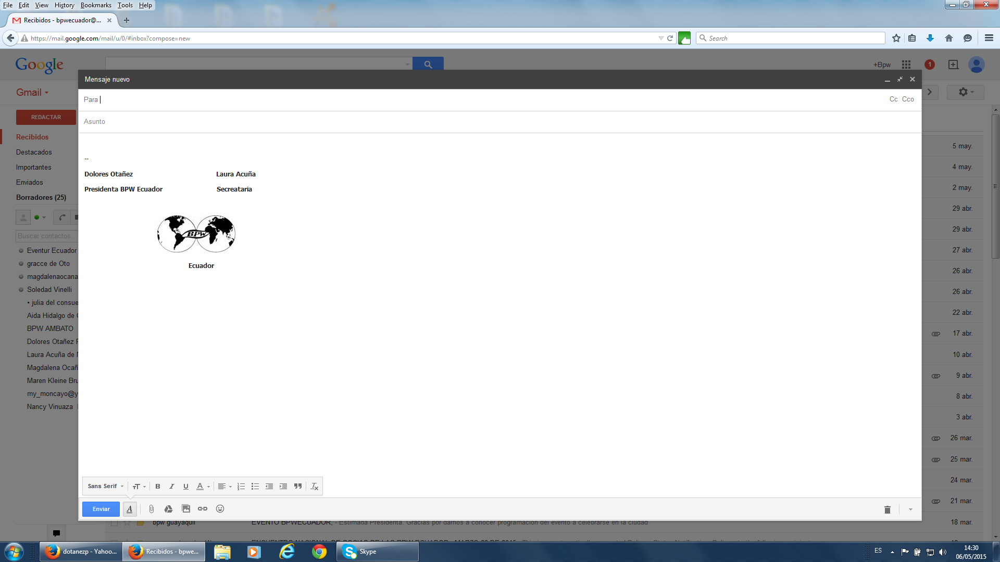 File Edit View History Bookmarks Tools Help
Recibidos - bpwecuador@...
https://mail.google.com/mail/u/0/#inbox?compose=new
Search
Google
+Bpw
1
Mensaje nuevo
Gmail
Para
Cc Cco
REDACTAR
Asunto
Recibidos
Destacados
Importantes
Enviados
Borradores (25)
--
Dolores Otañez Laura Acuña
Presidenta BPW Ecuador Secreataria
BPW
Ecuador
Buscar contactos...
Eventur Ecuador
gracce de Oto
magdalenaocana
Soledad Vinelli
• julia del consue
Aida Hidalgo de
BPW AMBATO
Dolores Otañez
Laura Acuña de
Magdalena Ocañ
Maren Kleine Bru
my_moncayo@y
Nancy Vinuaza
5 may.
4 may.
2 may.
29 abr.
29 abr.
27 abr.
26 abr.
26 abr.
22 abr.
17 abr.
10 abr.
9 abr.
8 abr.
3 abr.
26 mar.
25 mar.
24 mar.
21 mar.
18 mar.
Sans Serif
Enviar
bpw guayaquil EVENTO BPWECUADOR, - Estimada Presidenta. Gracias por darnos a conocer programación del evento a celebrarse en la ciudad
dotanezp - Yahoo...
Recibidos - bpwe...
Skype
ES
14:30
06/05/2015